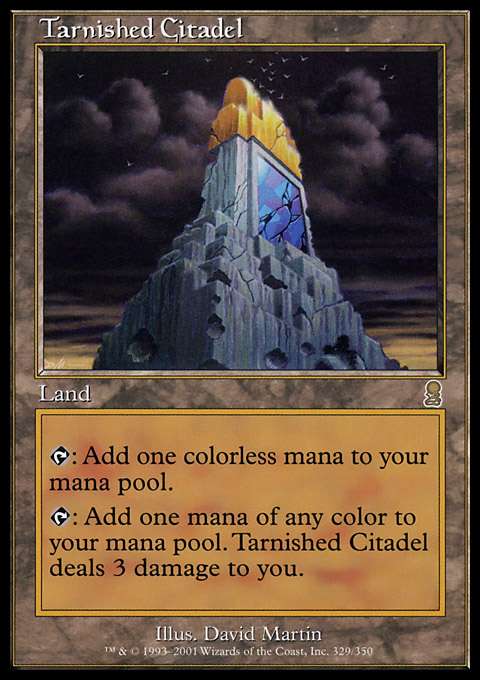 Tarnished Citadel
Land
: Add one colorless mana to your
mana pool.
: Add one mana of any color to
your mana pool. Tarnished Citadel
deals 3 damage to you.
Illus. David Martin
™ & © 1993–2001 Wizards of the Coast, Inc. 329/350